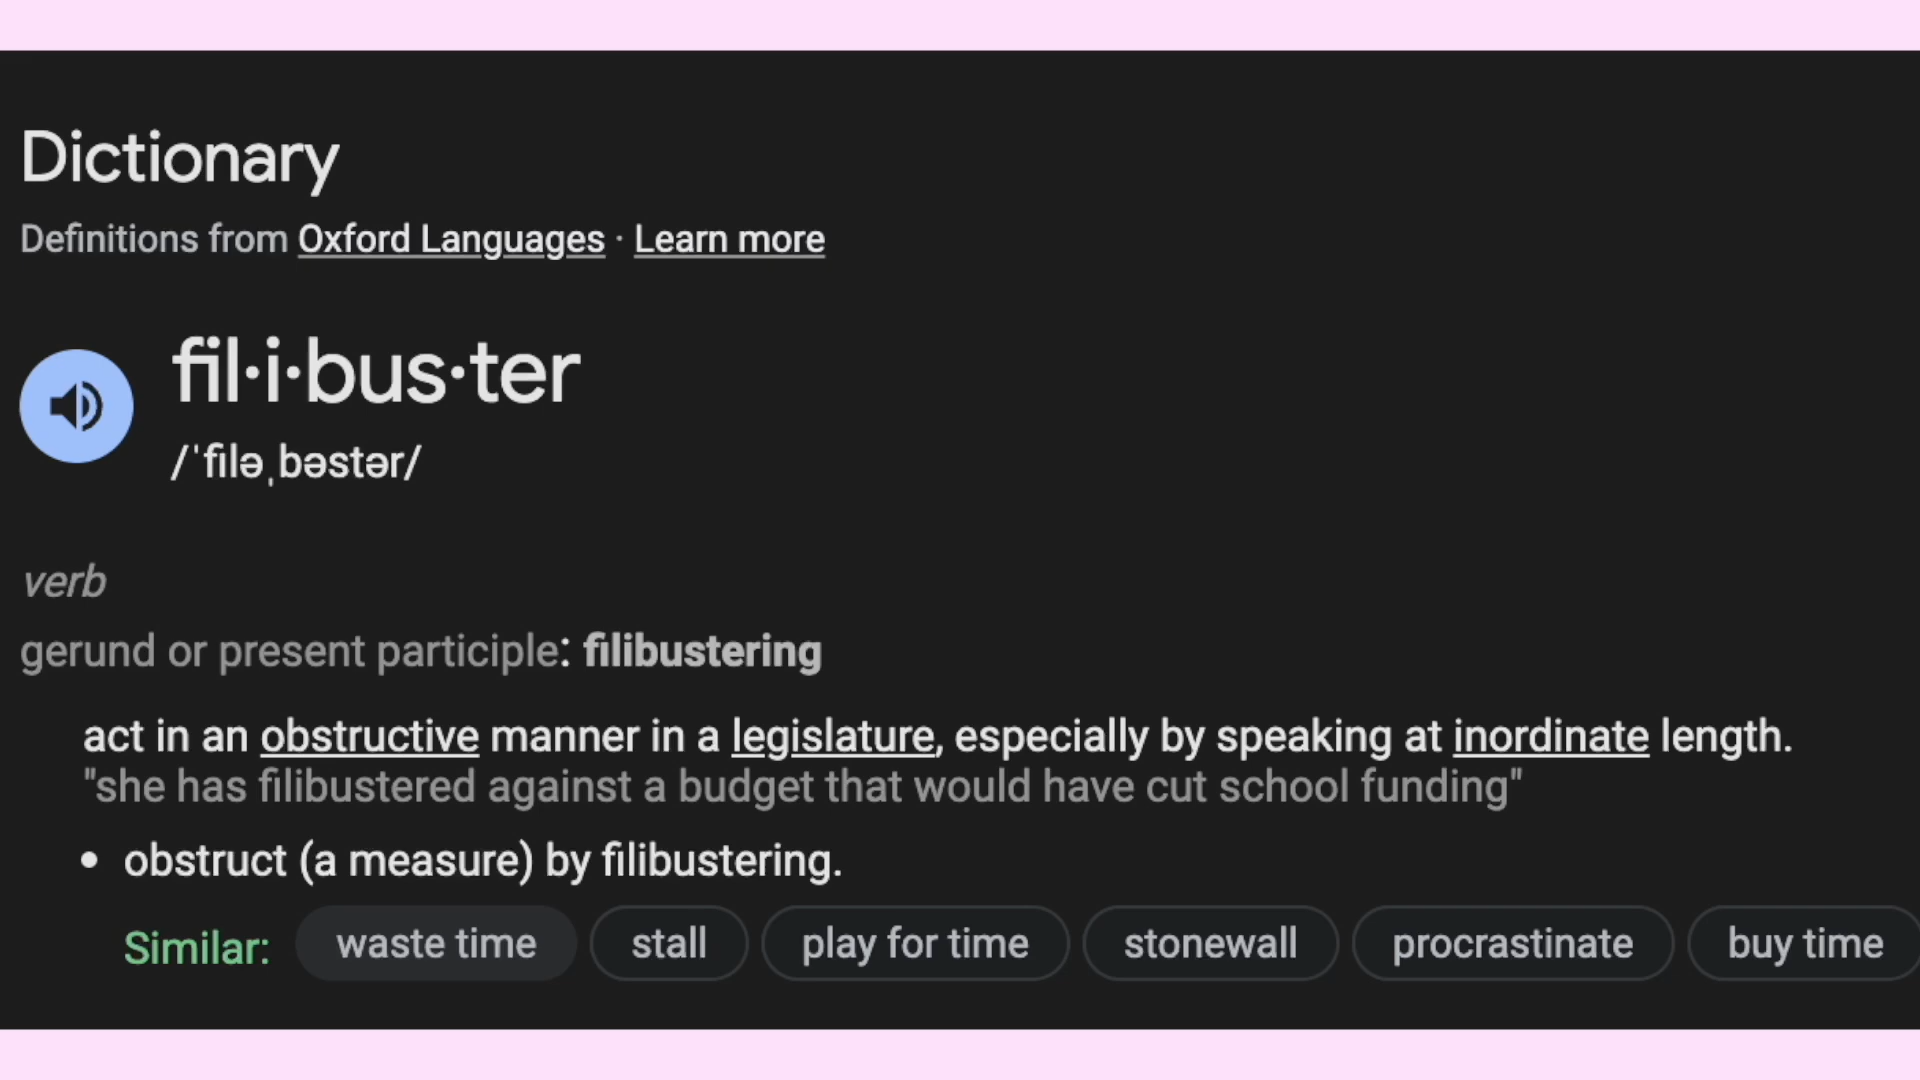 Dictionary
Definitions from Oxford Languages · Learn more
fil·i·bus·ter
/ˈfiləˌbəstər/
verb
gerund or present participle: filibustering
act in an obstructive manner in a legislature, especially by speaking at inordinate length.
"she has filibustered against a budget that would have cut school funding"
• obstruct (a measure) by filibustering.
Similar: waste time stall play for time stonewall procrastinate buy time